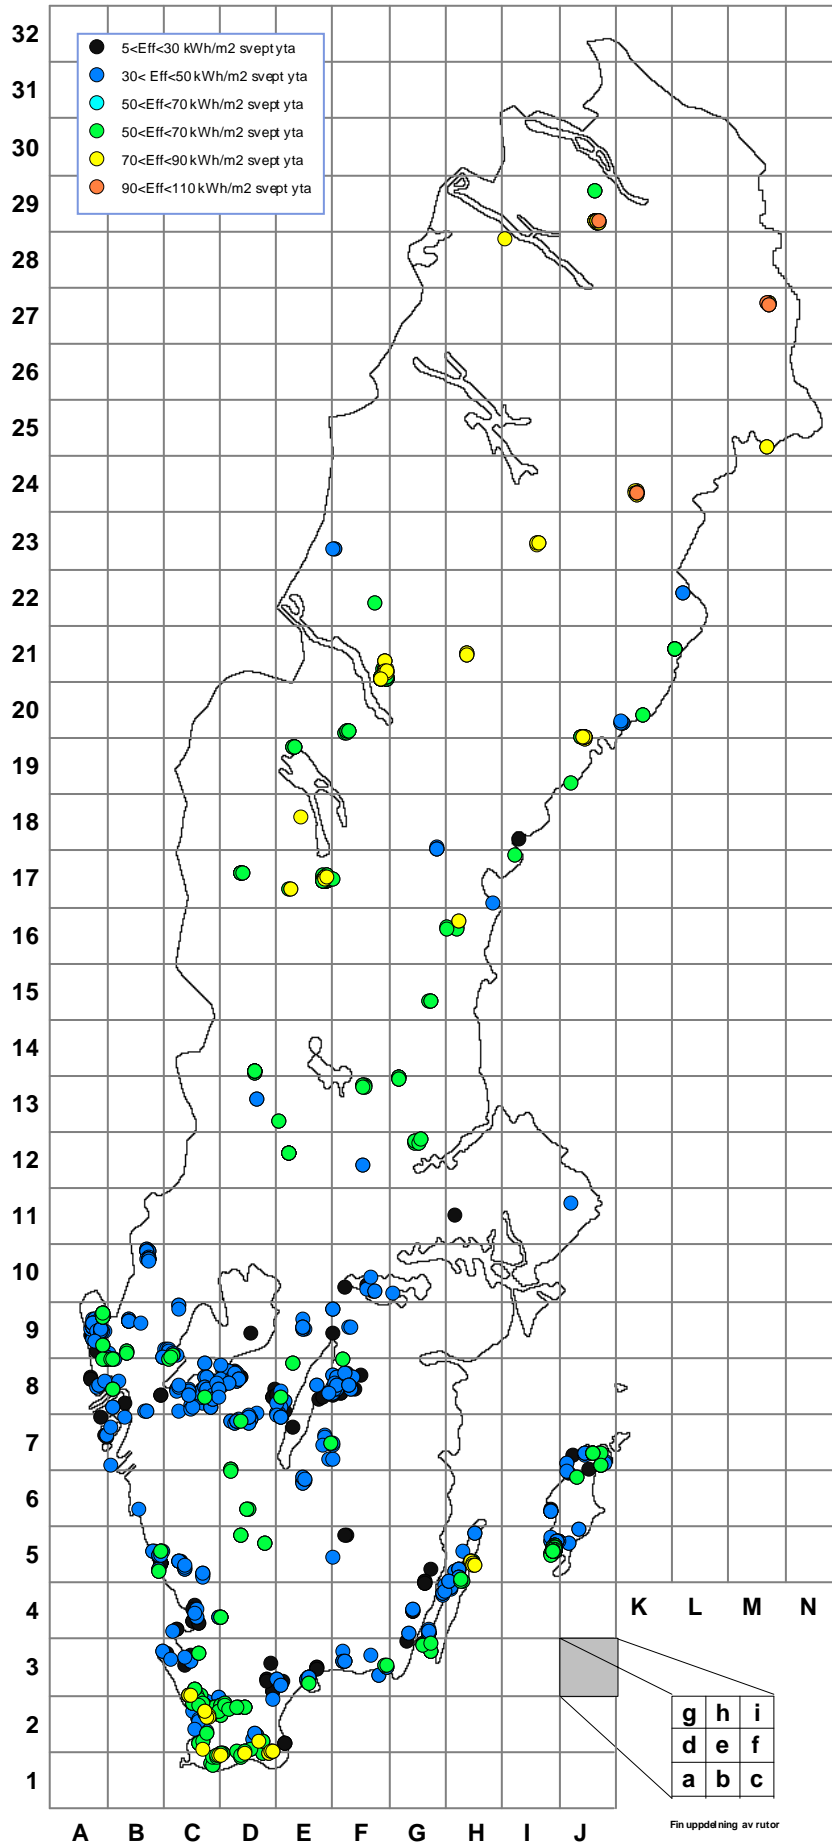 32
31
30
29
28
27
26
25
24
23
22
21
20
19
18
17
16
15
14
13
12
11
10
9
8
7
6
5
4
3
2
1
5<Eff<30 kWh/m2 svept yta
30< Eff<50 kWh/m2 svept yta
50<Eff<70 kWh/m2 svept yta
50<Eff<70 kWh/m2 svept yta
70<Eff<90 kWh/m2 svept yta
90<Eff<110 kWh/m2 svept yta
K L M N
g h i
d e f
a b c
Fin uppdelning av rutor
A B C D E F G H I J